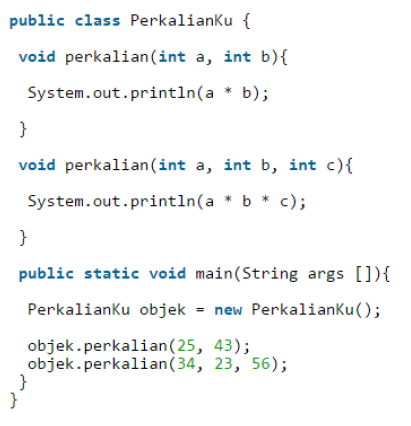 public class PerkalianKu {
void perkalian(int a, int b){
System.out.println(a * b);
}
void perkalian(int a, int b, int c){
System.out.println(a * b * c);
}
public static void main(String args []){
PerkalianKu objek = new PerkalianKu();
objek.perkalian(25, 43);
objek.perkalian(34, 23, 56);
}
}